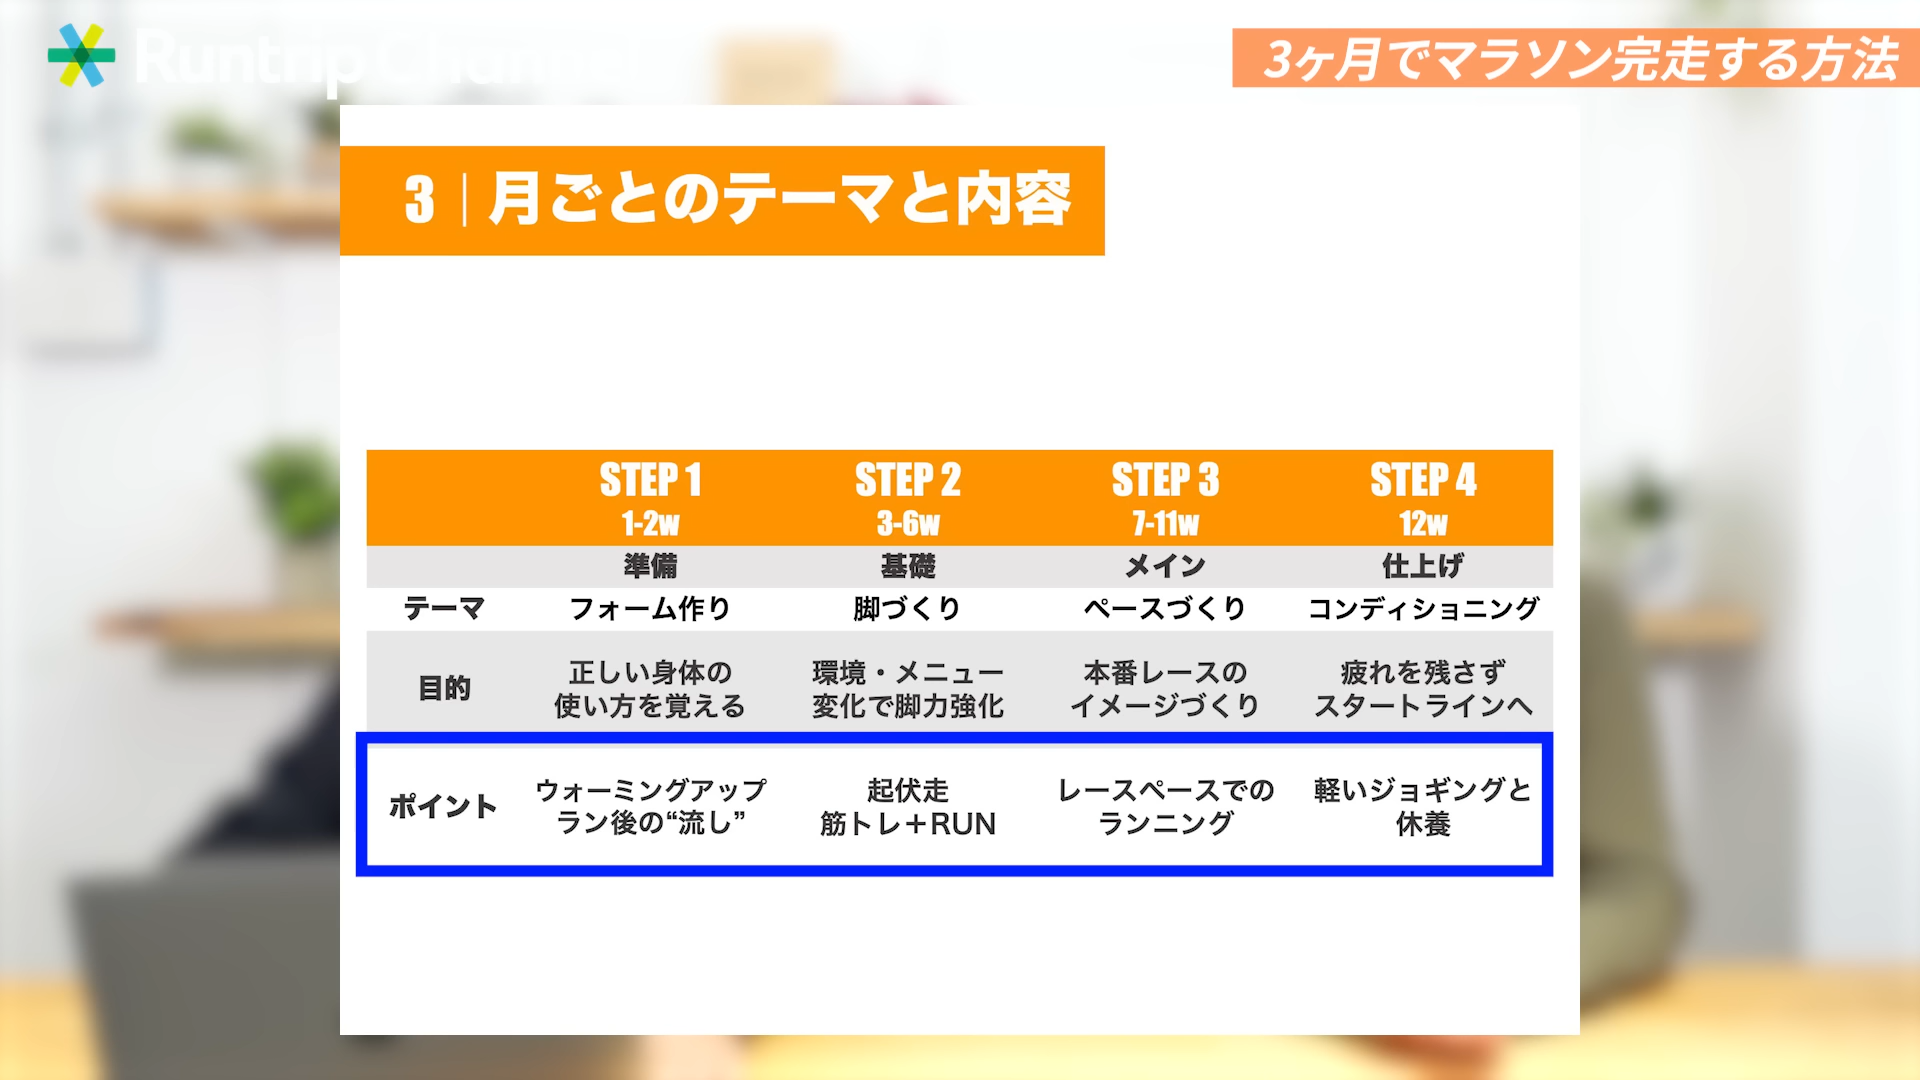 Runtrip
3ヶ月でマラソン完走する方法
3｜月ごとのテーマと内容
STEP 1 STEP 2 STEP 3 STEP 4
1-2w 3-6w 7-11w 12w
準備 基礎 メイン 仕上げ
テーマ フォーム作り 脚づくり ペースづくり コンディショニング
目的 正しい身体の 環境・メニュー 本番レースの 疲れを残さず
使い方を覚える 変化で脚力強化 イメージづくり スタートラインへ
ポイント ウォーミングアップ 起伏走 レースペースでの 軽いジョギングと
ラン後の“流し” 筋トレ＋RUN ランニング 休養